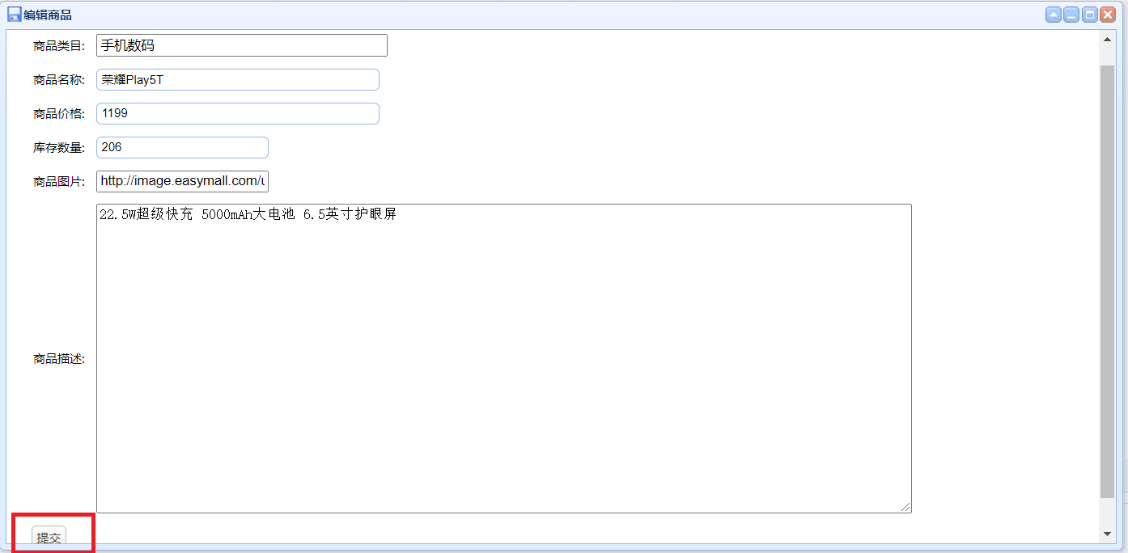 编辑商品
商品类目: 手机数码
商品名称: 荣耀Play5T
商品价格: 1199
库存数量: 206
商品图片: http://image.easymall.com/u
商品描述: 22.5W超级快充 5000mAh大电池 6.5英寸护眼屏
提交